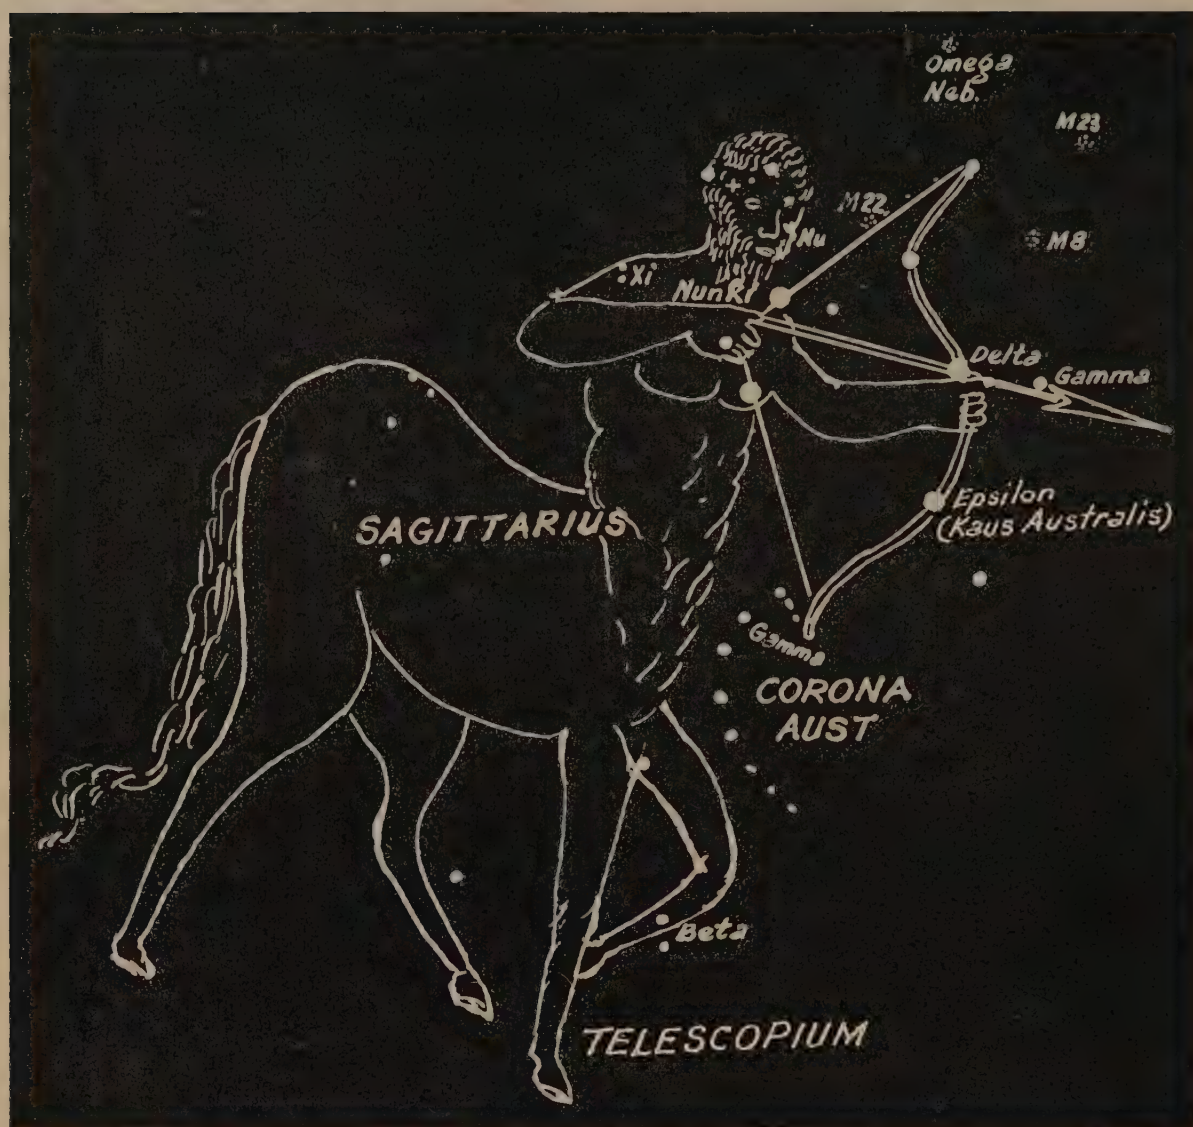 Omega
Neb.
M23
M22
Nu
M8
Xi
Nunki
Delta
Gamma
Epsilon
(Kaus Australis)
SAGITTARIUS
Gamma
CORONA
AUST
Beta
TELESCOPIUM